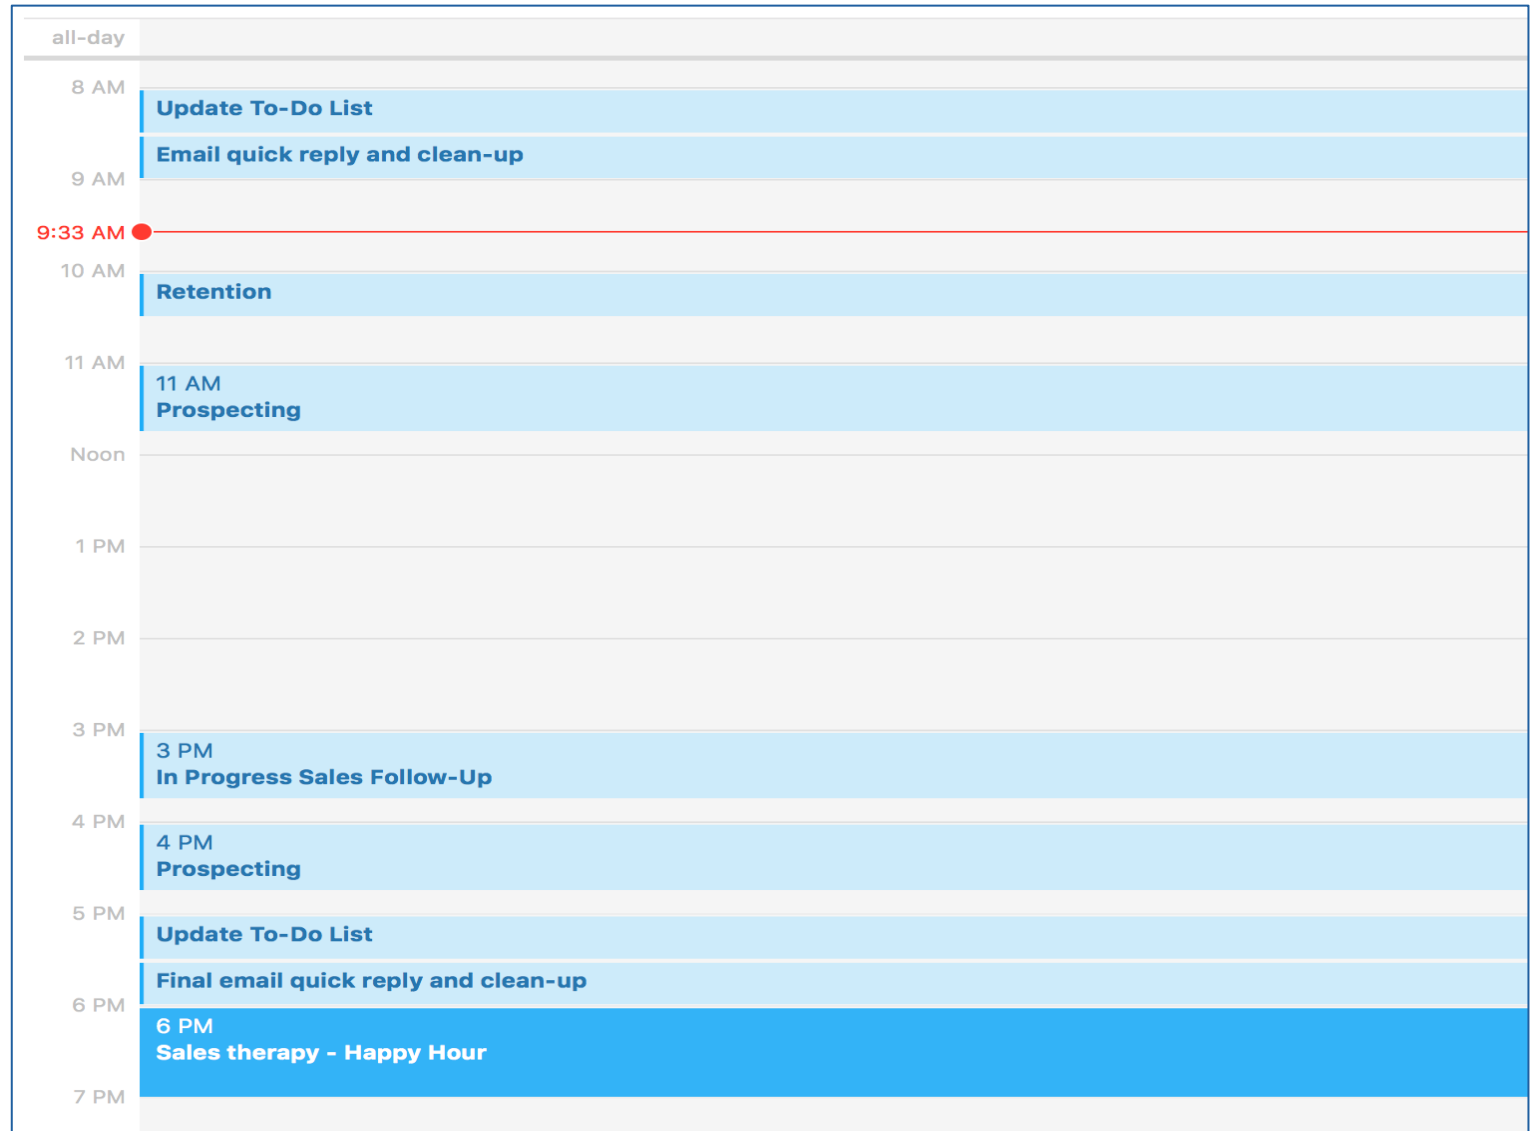 all-day
8 AM
Update To-Do List
Email quick reply and clean-up
9 AM
9:33 AM
10 AM
Retention
11 AM
11 AM
Prospecting
Noon
1 PM
2 PM
3 PM
3 PM
In Progress Sales Follow-Up
4 PM
4 PM
Prospecting
5 PM
Update To-Do List
Final email quick reply and clean-up
6 PM
6 PM
Sales therapy - Happy Hour
7 PM